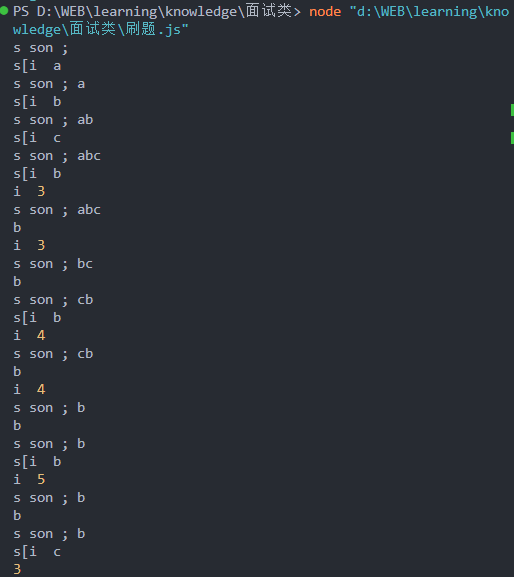 PS D:\WEB\learning\knowledge\面试类> node "d:\WEB\learning\kno
wledge\面试类\刷题.js"
s son ;
s[i  a
s son ; a
s[i  b
s son ; ab
s[i  c
s son ; abc
s[i  b
i  3
s son ; abc
b
i  3
s son ; bc
b
s son ; cb
s[i  b
i  4
s son ; cb
b
i  4
s son ; b
b
s son ; b
s[i  b
i  5
s son ; b
b
s son ; b
s[i  c
3